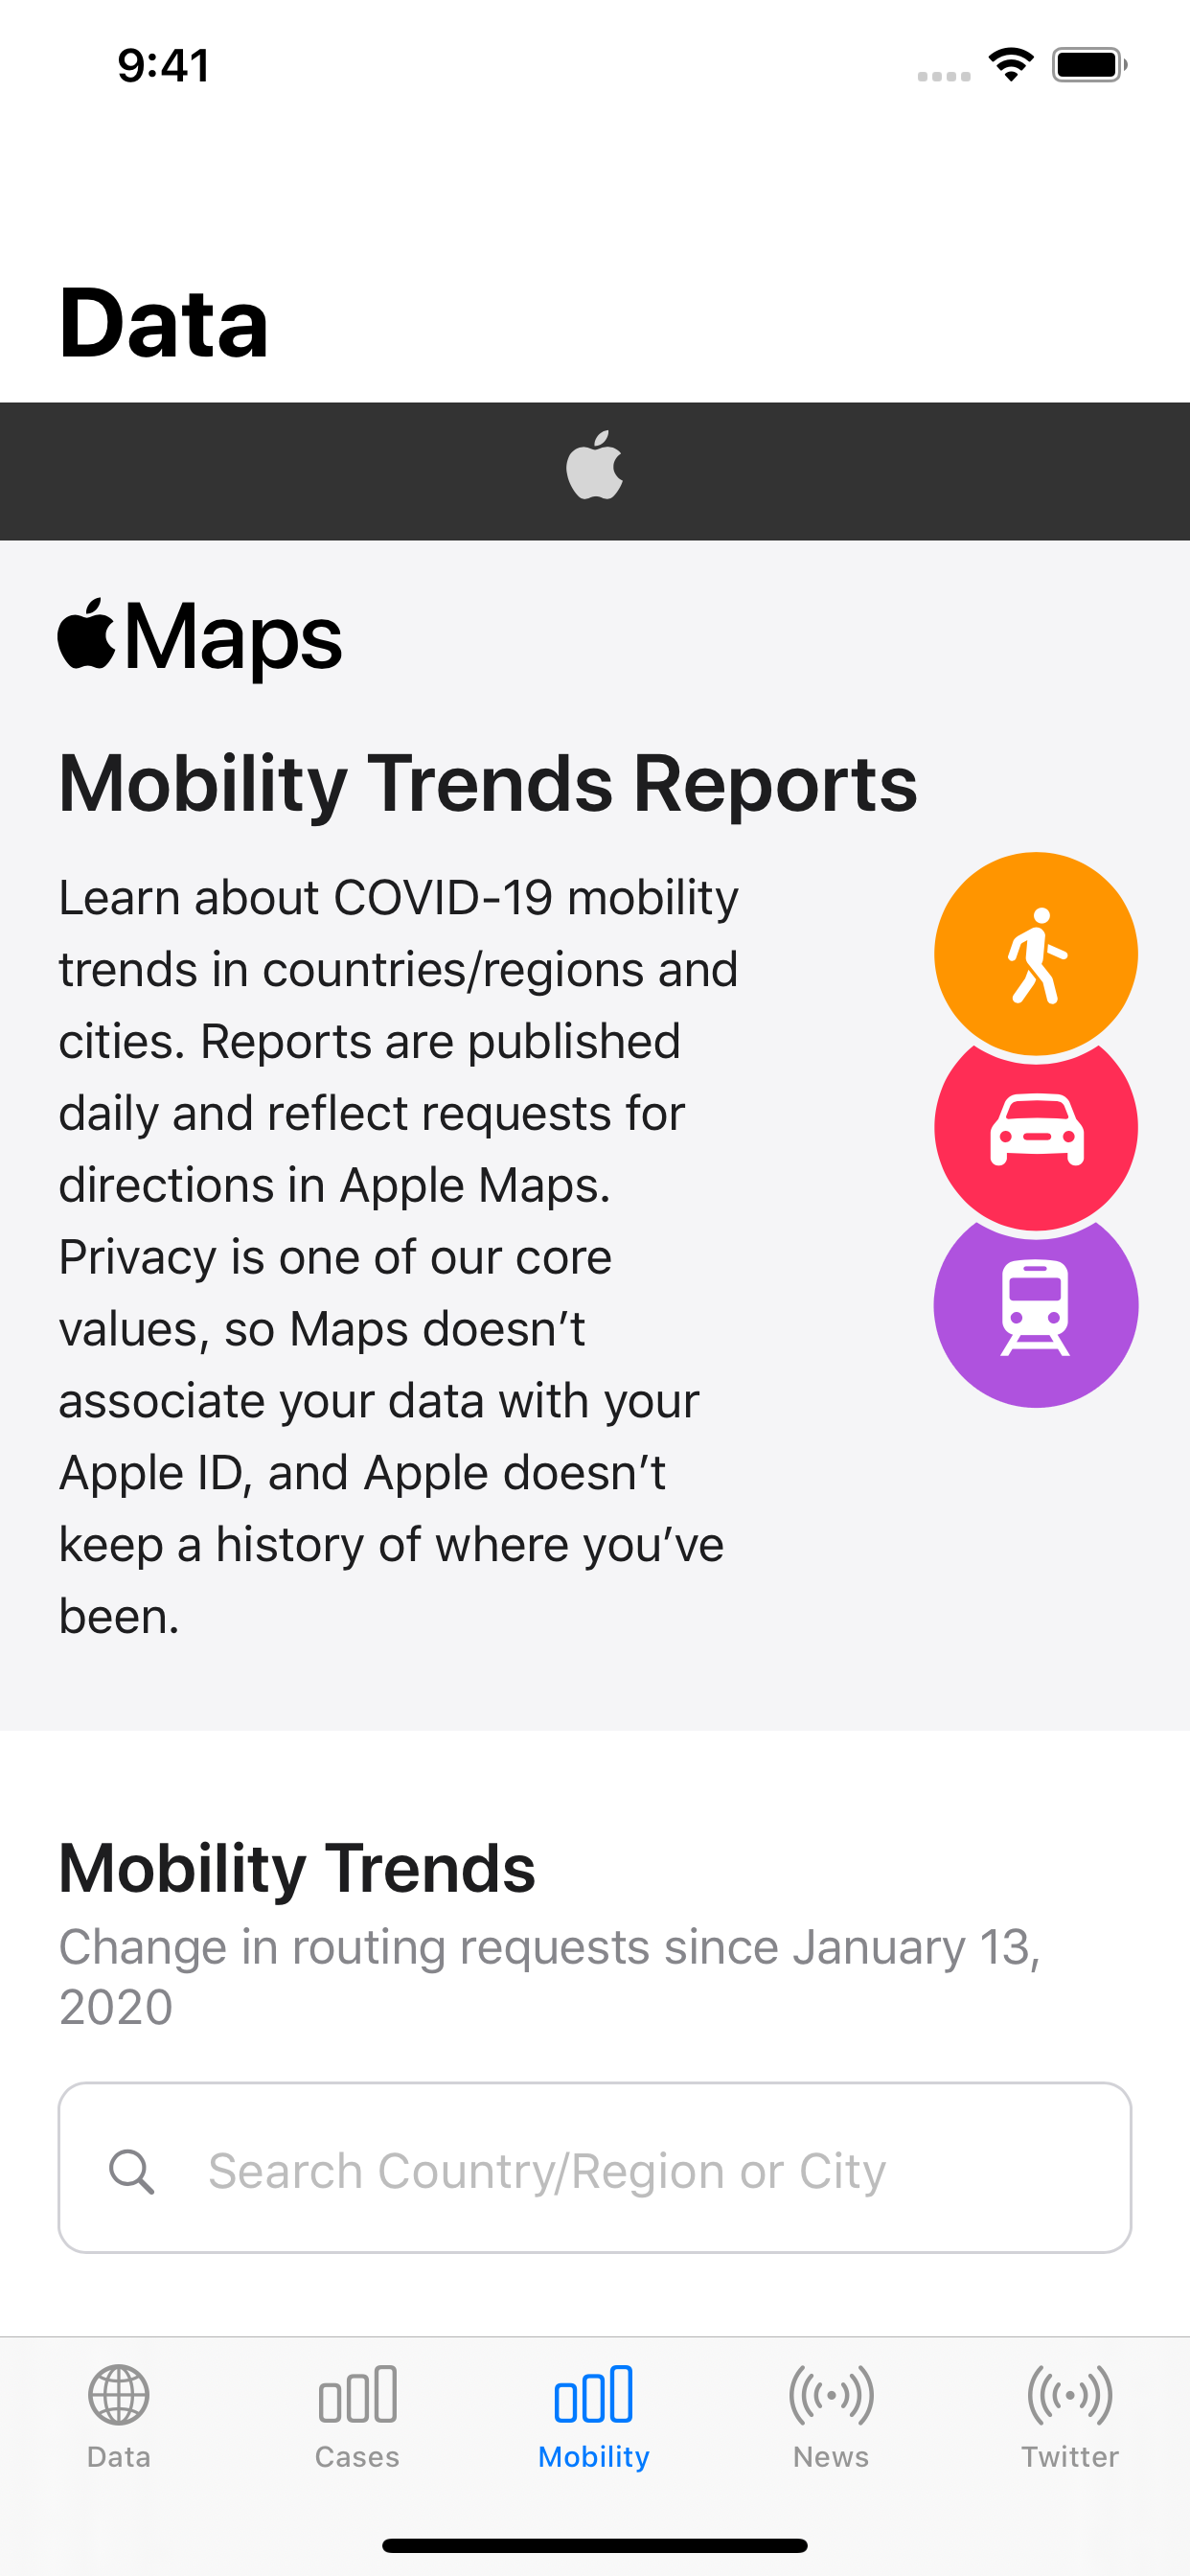 9:41
Data
Maps
Mobility Trends Reports
Learn about COVID-19 mobility
trends in countries/regions and
cities. Reports are published
daily and reflect requests for
directions in Apple Maps.
Privacy is one of our core
values, so Maps doesn’t
associate your data with your
Apple ID, and Apple doesn’t
keep a history of where you’ve
been.
Mobility Trends
Change in routing requests since January 13,
2020
Search Country/Region or City
Data
Cases
Mobility
News
Twitter